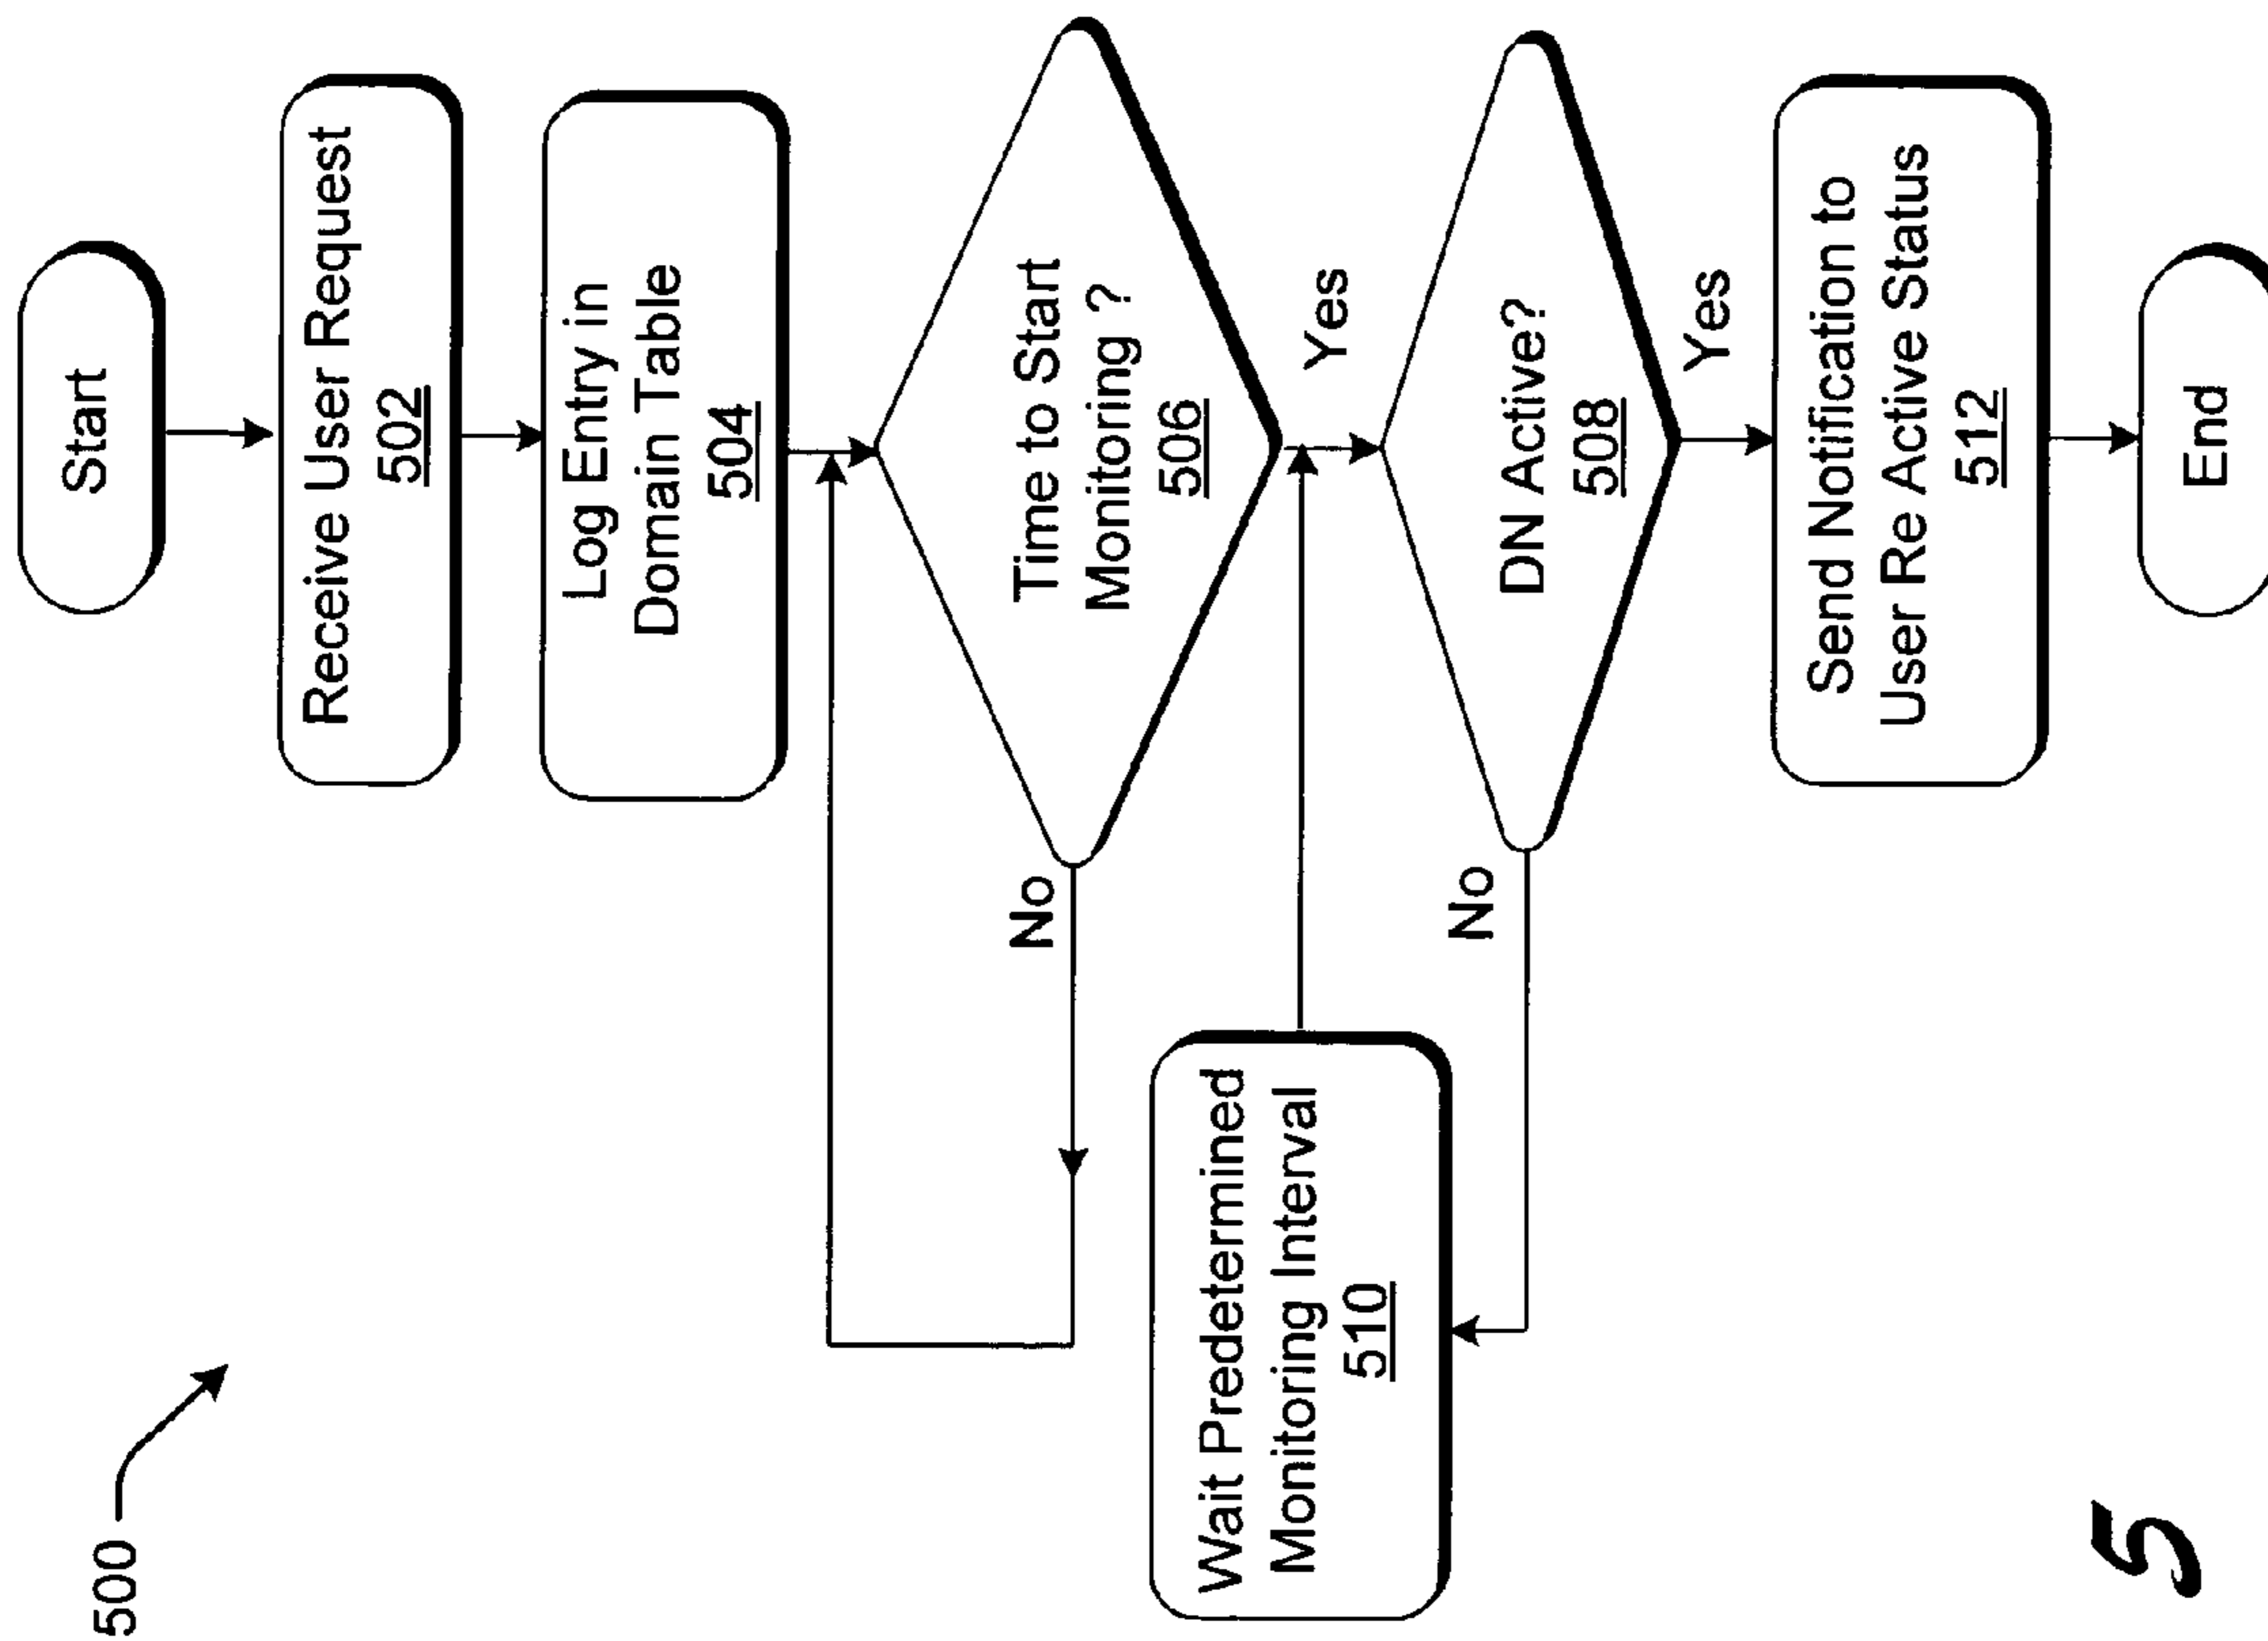 500
Start
Receive User Request
502
Log Entry in
Domain Table
504
Time to Start
Monitoring ?
506
No
Yes
Wait Predetermined
Monitoring Interval
510
DN Active?
508
No
Yes
Send Notification to
User Re Active Status
512
End
5